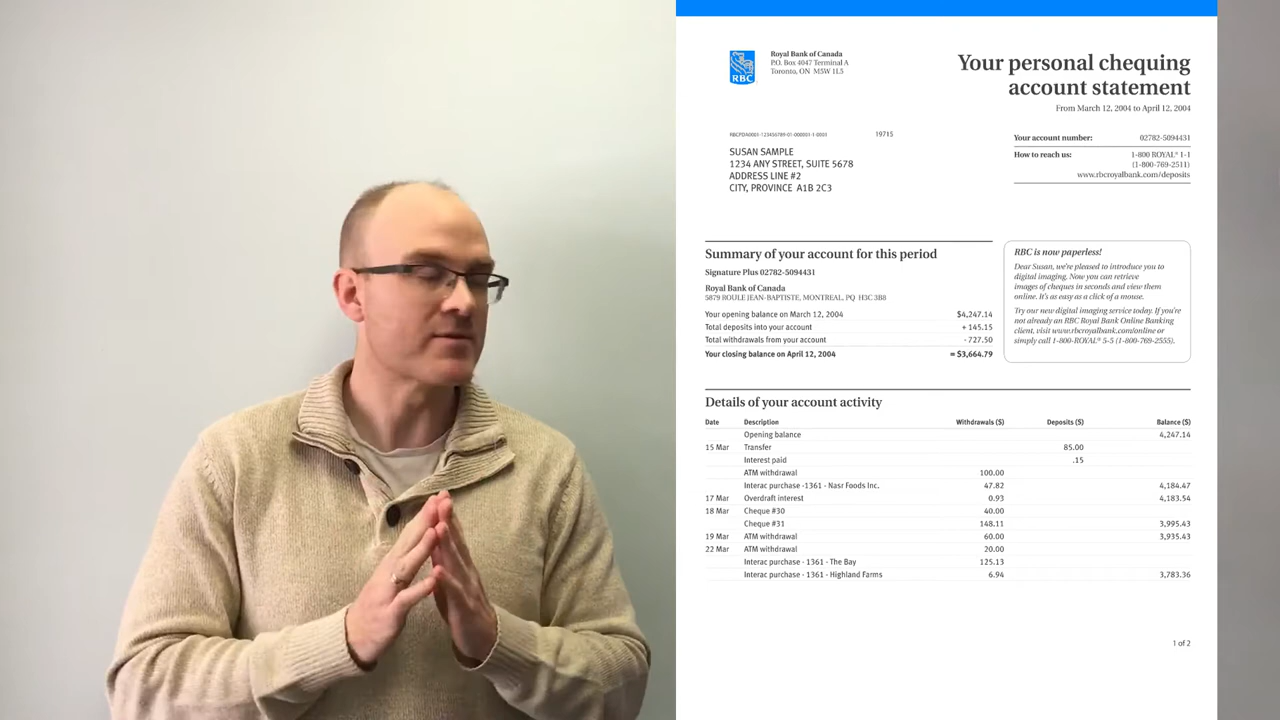 RBC
Royal Bank of Canada
P.O. Box 4047 Terminal A
Toronto, ON M5W 1L5
Your personal chequing
account statement
From March 12, 2004 to April 12, 2004
RBCPDA0001-123456789-01-000001-1-0001 19715
SUSAN SAMPLE
1234 ANY STREET, SUITE 5678
ADDRESS LINE #2
CITY, PROVINCE A1B 2C3
Your account number: 02782-5094431
How to reach us: 1-800 ROYAL® 1-1
(1-800-769-2511)
www.rbcroyalbank.com/deposits
Summary of your account for this period
Signature Plus 02782-5094431
Royal Bank of Canada
5879 ROULE JEAN-BAPTISTE, MONTREAL, PQ H3C 3B8
Your opening balance on March 12, 2004 $4,247.14
Total deposits into your account + 145.15
Total withdrawals from your account - 727.50
Your closing balance on April 12, 2004 = $3,664.79
RBC is now paperless!
Dear Susan, we're pleased to introduce you to
digital imaging. Now you can retrieve
images of cheques in seconds and view them
online. It's as easy as a click of a mouse.
Try our new digital imaging service today. If you're
not already an RBC Royal Bank Online Banking
client, visit www.rbcroyalbank.com/online or
simply call 1-800-ROYAL® 5-5 (1-800-769-2555).
Details of your account activity
Date Description Withdrawals ($) Deposits ($) Balance ($)
Opening balance 4,247.14
15 Mar Transfer 85.00
Interest paid .15
ATM withdrawal 100.00
Interac purchase -1361 - Nasr Foods Inc. 47.82 4,184.47
17 Mar Overdraft interest 0.93 4,183.54
18 Mar Cheque #30 40.00
Cheque #31 148.11 3,995.43
19 Mar ATM withdrawal 60.00 3,935.43
22 Mar ATM withdrawal 20.00
Interac purchase - 1361 - The Bay 125.13
Interac purchase - 1361 - Highland Farms 6.94 3,783.36
1 of 2